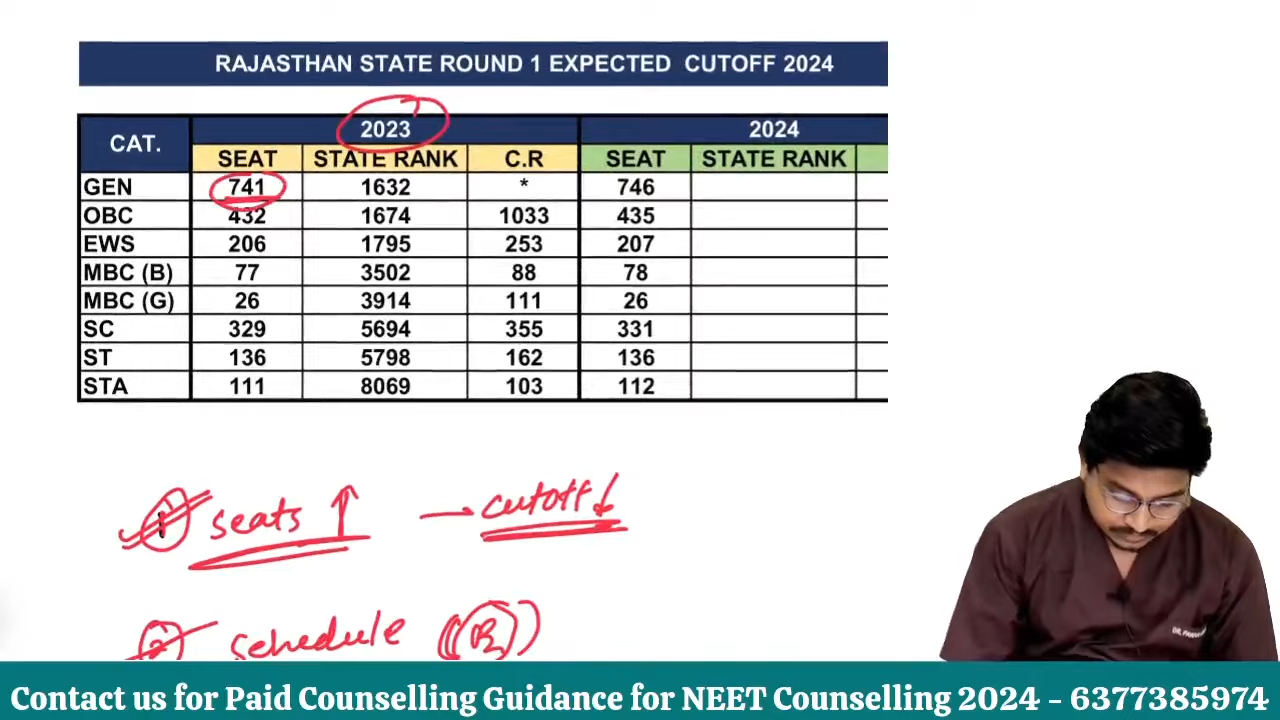 RAJASTHAN STATE ROUND 1 EXPECTED CUTOFF 2024
CAT. 2023 2024
SEAT STATE RANK C.R SEAT STATE RANK
GEN 741 1632 * 746
OBC 432 1674 1033 435
EWS 206 1795 253 207
MBC (B) 77 3502 88 78
MBC (G) 26 3914 111 26
SC 329 5694 355 331
ST 136 5798 162 136
STA 111 8069 103 112
1 seats ↑ → cutoff ↓
2 schedule
Contact us for Paid Counselling Guidance for NEET Counselling 2024 - 6377385974